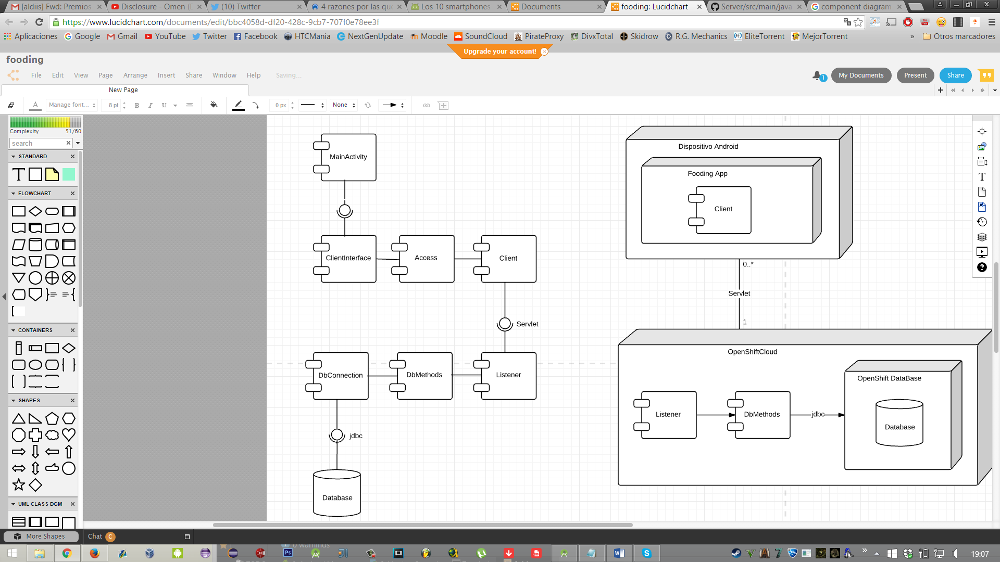 [aldiis] Fwd: Premios
Disclosure - Omen (D
(10) Twitter
4 razones por las que
Los 10 smartphones
Documents
fooding: Lucidchart
Server/src/main/java
component diagram
https://www.lucidchart.com/documents/edit/bbc4058d-df20-428c-9cb7-707f0e78ee3f
Aplicaciones Google Gmail YouTube Twitter Facebook HTCMania NextGenUpdate Moodle SoundCloud PirateProxy DivxTotal Skidrow R.G. Mechanics EliteTorrent MejorTorrent » Otros marcadores
Upgrade your account!
fooding
File Edit View Page Arrange Insert Share Window Help Saving...
1 My Documents Present Share
New Page
A Manage font... 8 pt B I U 0 px None
Complexity 51/60
search
STANDARD
T
FLOWCHART
CONTAINERS
SHAPES
UML CLASS DGM
More Shapes
Chat C
MainActivity
ClientInterface
Access
Client
Servlet
DbConnection
DbMethods
Listener
jdbc
Database
Dispositivo Android
Fooding App
Client
0..*
Servlet
1
OpenShiftCloud
OpenShift DataBase
Listener
DbMethods
jdbc
Database
T
0 warnings
19:07